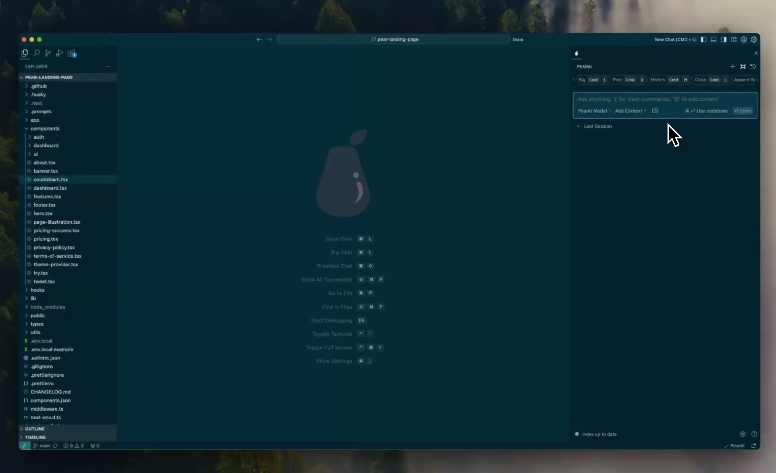 pear-landing-page
Docs
New Chat (CMD + L)
EXPLORER
PEAR-LANDING-PAGE
.github
.husky
.next
.prompts
app
components
auth
dashboard
ui
about.tsx
banner.tsx
countdown.tsx
dashboard.tsx
features.tsx
footer.tsx
hero.tsx
page-illustration.tsx
pricing-success.tsx
pricing.tsx
privacy-policy.tsx
terms-of-service.tsx
theme-provider.tsx
try.tsx
tweet.tsx
hooks
lib
node_modules
public
types
utils
.env.local
.env.local.example
.eslintrc.json
.gitignore
.prettierignore
.prettierrc
CHANGELOG.md
components.json
middleware.ts
next-env.d.ts
OUTLINE
TIMELINE
main
Open Chat ⌘ L
Big Chat ⌘ \
Previous Chat ⌘ 0
Show All Commands ⇧ ⌘ P
Go to File ⌘ P
Find in Files ⇧ ⌘ F
Start Debugging F5
Toggle Terminal
Toggle Full Screen ⌃ ⌘ F
Show Settings ⌘ ,
PEARAI
Big Cmd \ Prev Cmd 0 History Cmd H Close Cmd ; Append
Ask anything, '/' for slash commands, '@' to add context
PearAI Model Add Context ⌘ ⏎ Use codebase ⏎ Enter
Last Session
Index up to date
PearAI